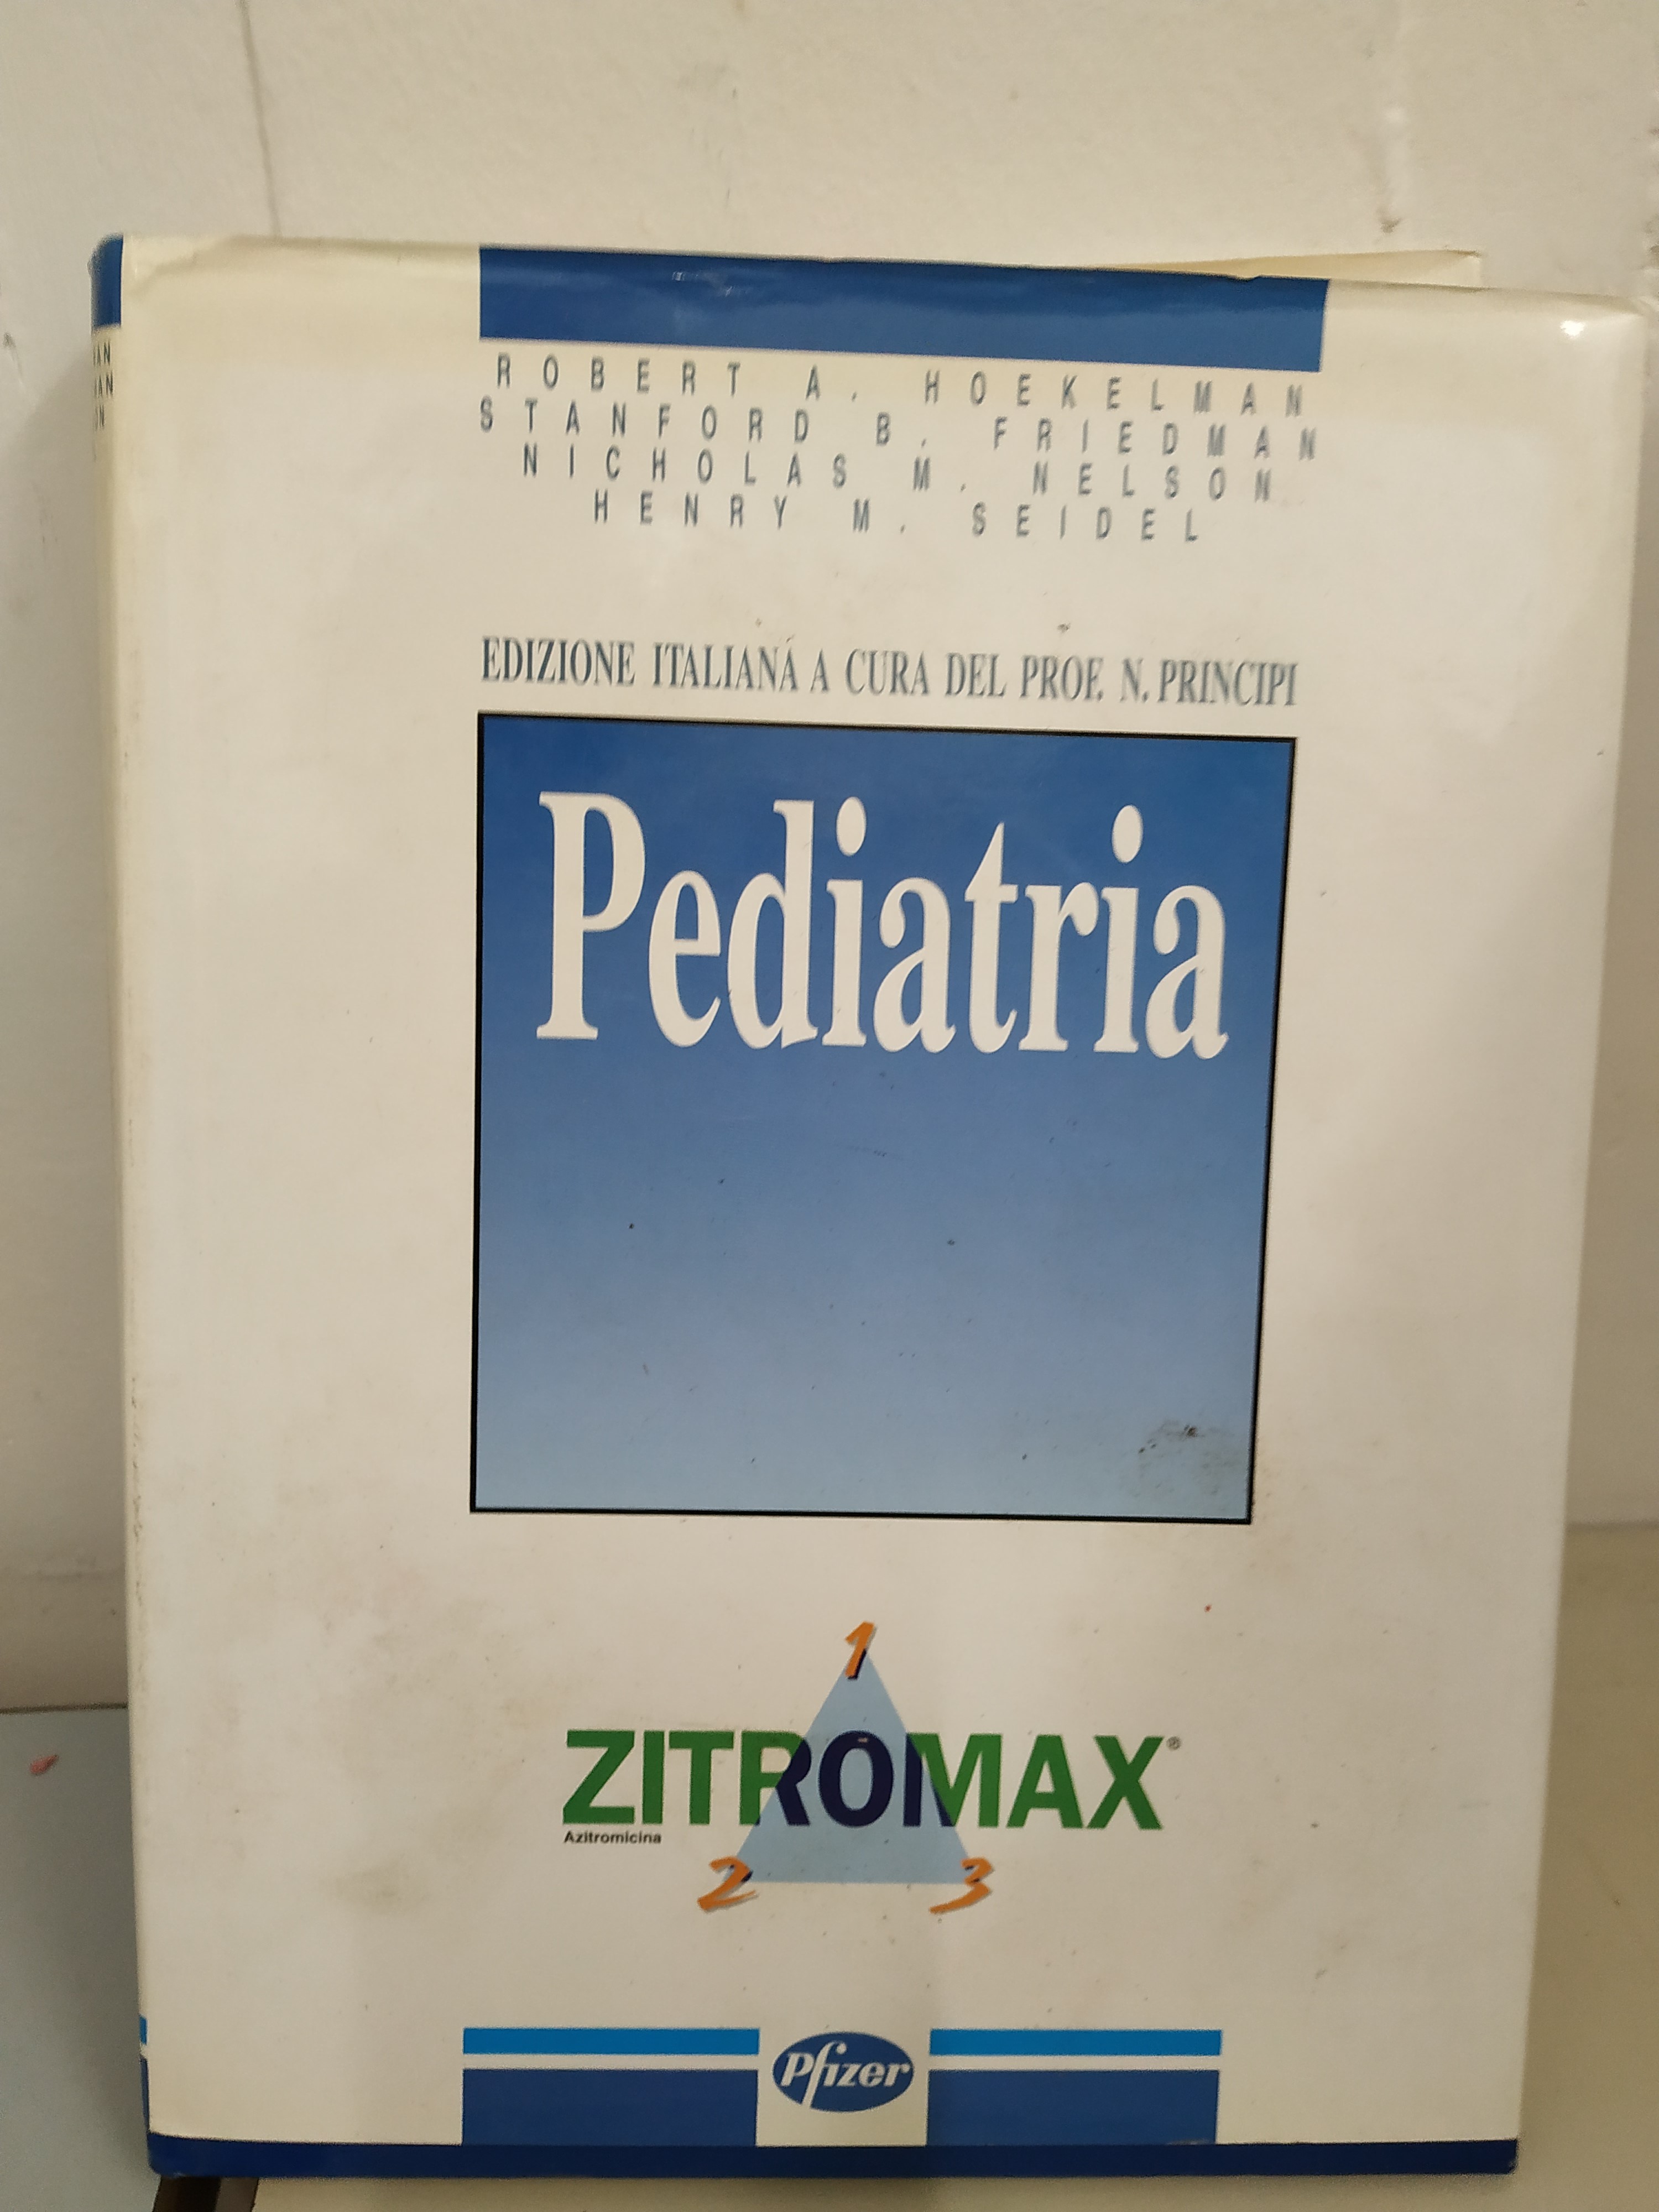 ROBERT A. HOEKELMAN
STANFORD B. FRIEDMAN
NICHOLAS M. NELSON
HENRY M. SEIDEL
EDIZIONE ITALIANA A CURA DEL PROF. N. PRINCIPI
Pediatria
1
ZITROMAX®
Azitromicina
2 3
Pfizer